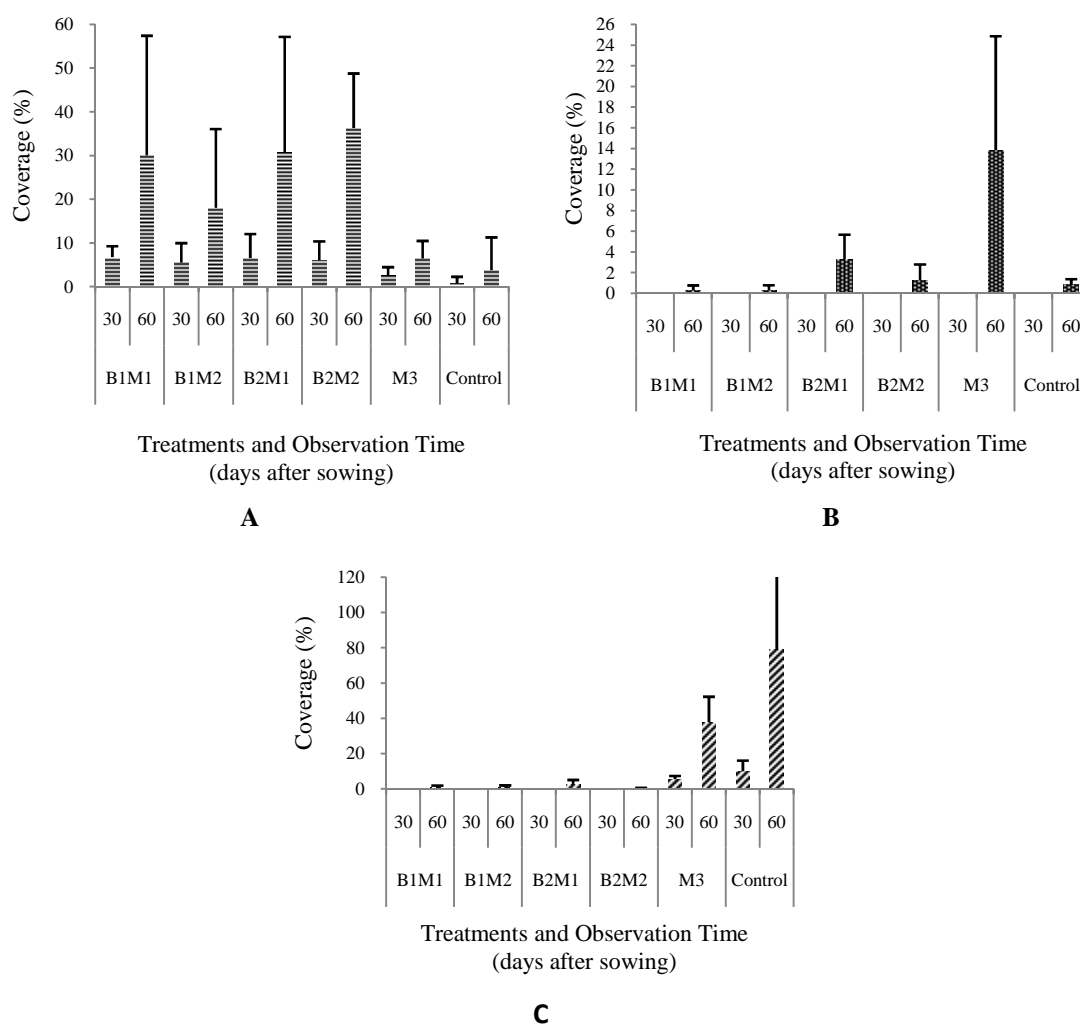 60
50
40
30
20
10
0
Coverage (%)
30 60 30 60 30 60 30 60 30 60 30 60
B1M1 B1M2 B2M1 B2M2 M3 Control
Treatments and Observation Time
(days after sowing)
A
26
24
22
20
18
16
14
12
10
8
6
4
2
0
Coverage (%)
30 60 30 60 30 60 30 60 30 60 30 60
B1M1 B1M2 B2M1 B2M2 M3 Control
Treatments and Observation Time
(days after sowing)
B
120
100
80
60
40
20
0
Coverage (%)
30 60 30 60 30 60 30 60 30 60 30 60
B1M1 B1M2 B2M1 B2M2 M3 Control
Treatments and Observation Time
(days after sowing)
C